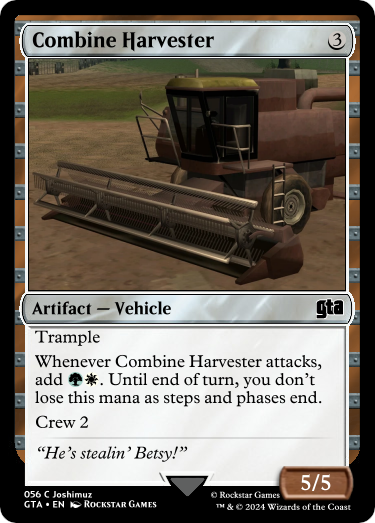 Combine Harvester 3
Artifact — Vehicle gta
Trample
Whenever Combine Harvester attacks,
add. Until end of turn, you don't
lose this mana as steps and phases end.
Crew 2
“He's stealin' Betsy!”
5/5
056 C Joshimuz © Rockstar Games
GTA • EN Rockstar Games ™ & © 2024 Wizards of the Coast